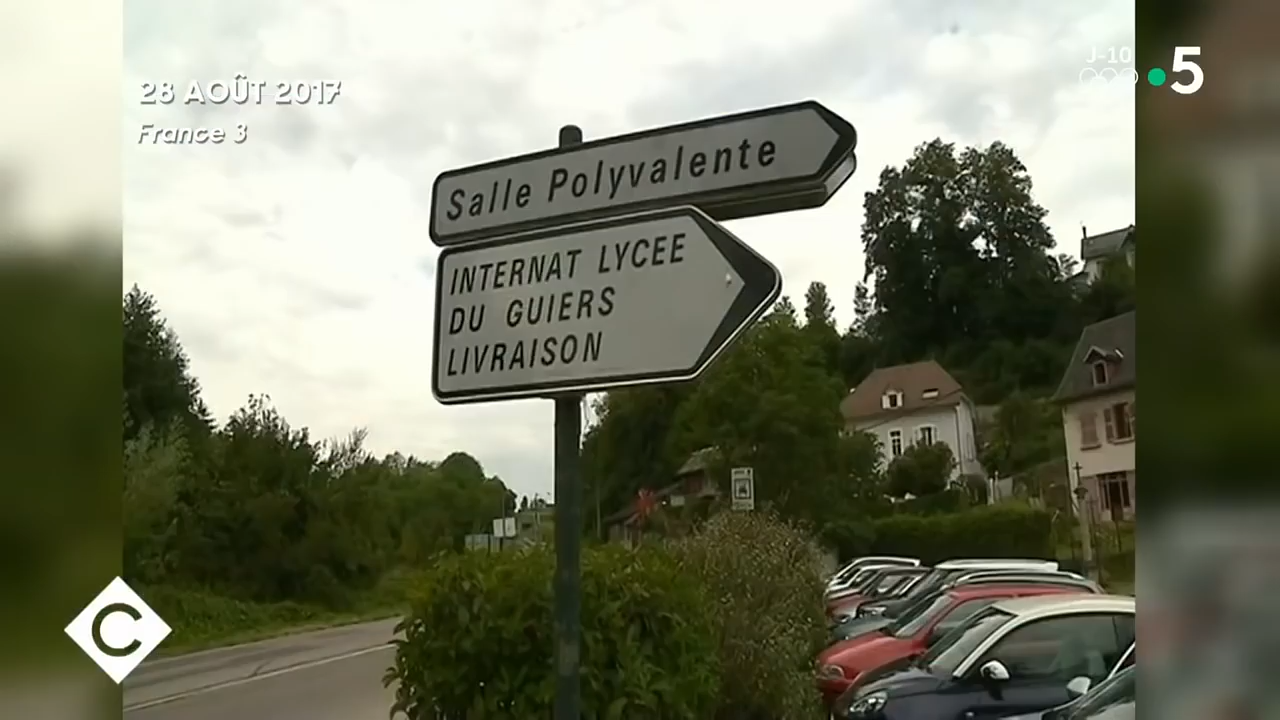 28 AOÛT 2017
France 3
J-10
5
Salle Polyvalente
INTERNAT LYCEE
DU GUIERS
LIVRAISON
C